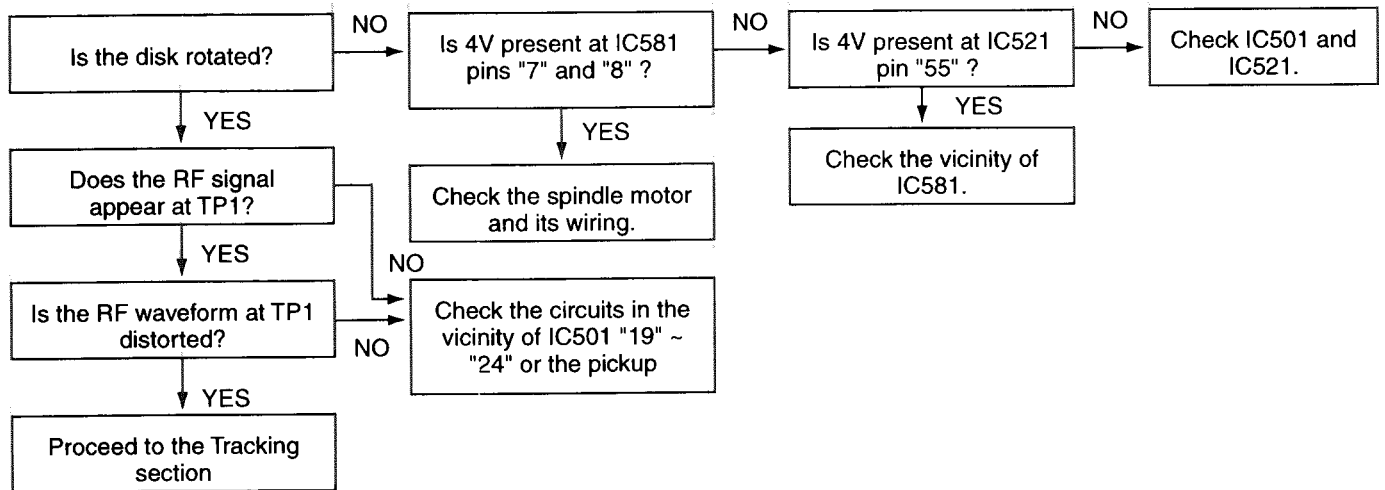 Is the disk rotated?
NO
Is 4V present at IC581
pins "7" and "8" ?
NO
Is 4V present at IC521
pin "55" ?
NO
Check IC501 and
IC521.
YES
YES
YES
Does the RF signal
appear at TP1?
Check the spindle motor
and its wiring.
Check the vicinity of
IC581.
YES
NO
Is the RF waveform at TP1
distorted?
NO
Check the circuits in the
vicinity of IC501 "19" ~
"24" or the pickup
YES
Proceed to the Tracking
section